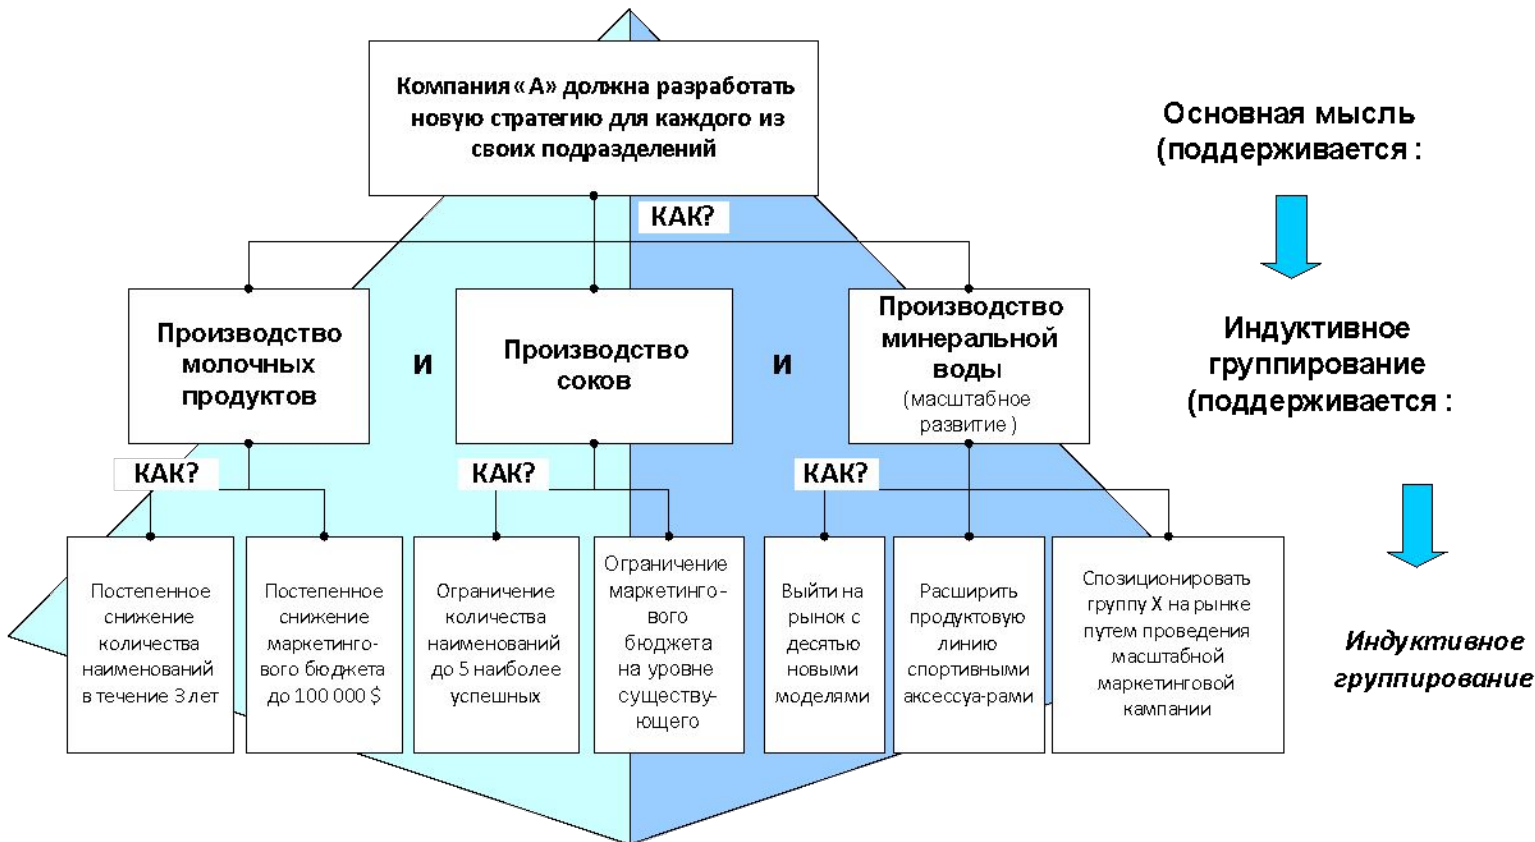 Компания «А» должна разработать
новую стратегию для каждого из
своих подразделений
Основная мысль
(поддерживается :
КАК?
Производство
молочных
продуктов
и
Производство
соков
и
Производство
минеральной
воды
(масштабное
развитие )
Индуктивное
группирование
(поддерживается :
КАК?
КАК?
КАК?
Постепенное
снижение
количества
наименований
в течение 3 лет
Постепенное
снижение
маркетинго-
вого бюджета
до 100 000 $
Ограничение
количества
наименований
до 5 наиболее
успешных
Ограничение
маркетинго-
вого
бюджета
на уровне
существу-
ющего
Выйти на
рынок с
десятью
новыми
моделями
Расширить
продуктовую
линию
спортивными
аксессуа-рами
Спозиционировать
группу X на рынке
путем проведения
масштабной
маркетинговой
кампании
Индуктивное
группирование